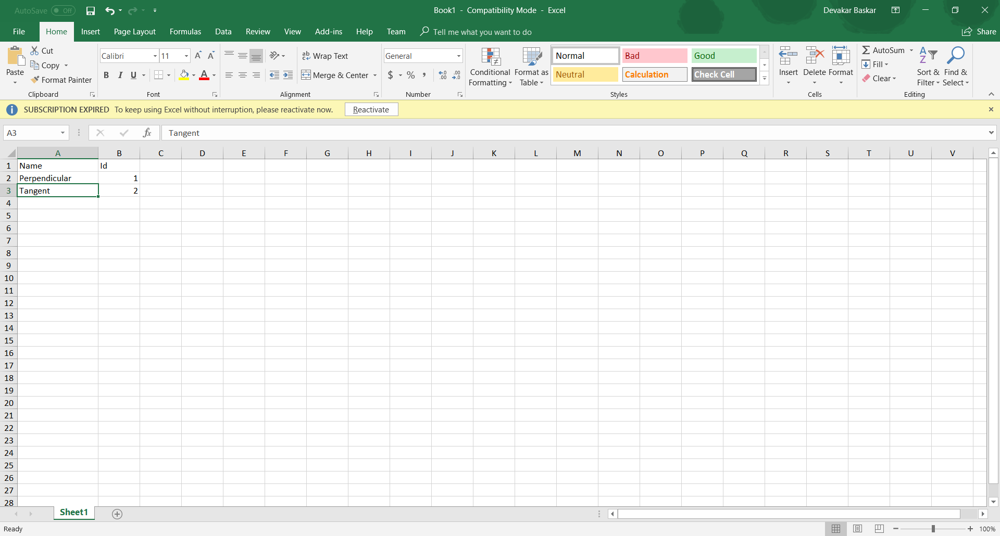 AutoSave Off Book1 - Compatibility Mode - Excel Devakar Baskar
File Home Insert Page Layout Formulas Data Review View Add-ins Help Team Tell me what you want to do Share
Paste
Cut
Copy
Format Painter
Clipboard
Calibri 11 A A
B I U A
Font
ab Wrap Text
Merge & Center
Alignment
General
$ % , .0 .00 .00 .0
Number
Conditional Formatting
Format as Table
Normal Bad Good
Neutral Calculation Check Cell
Styles
Insert Delete Format
Cells
AutoSum
Fill
Clear
Sort & Filter
Find & Select
Editing
SUBSCRIPTION EXPIRED To keep using Excel without interruption, please reactivate now. Reactivate
A3 fx Tangent
A B C D E F G H I J K L M N O P Q R S T U V
1 Name Id
2 Perpendicular 1
3 Tangent 2
4
5
6
7
8
9
10
11
12
13
14
15
16
17
18
19
20
21
22
23
24
25
26
27
28
Sheet1
Ready 100%